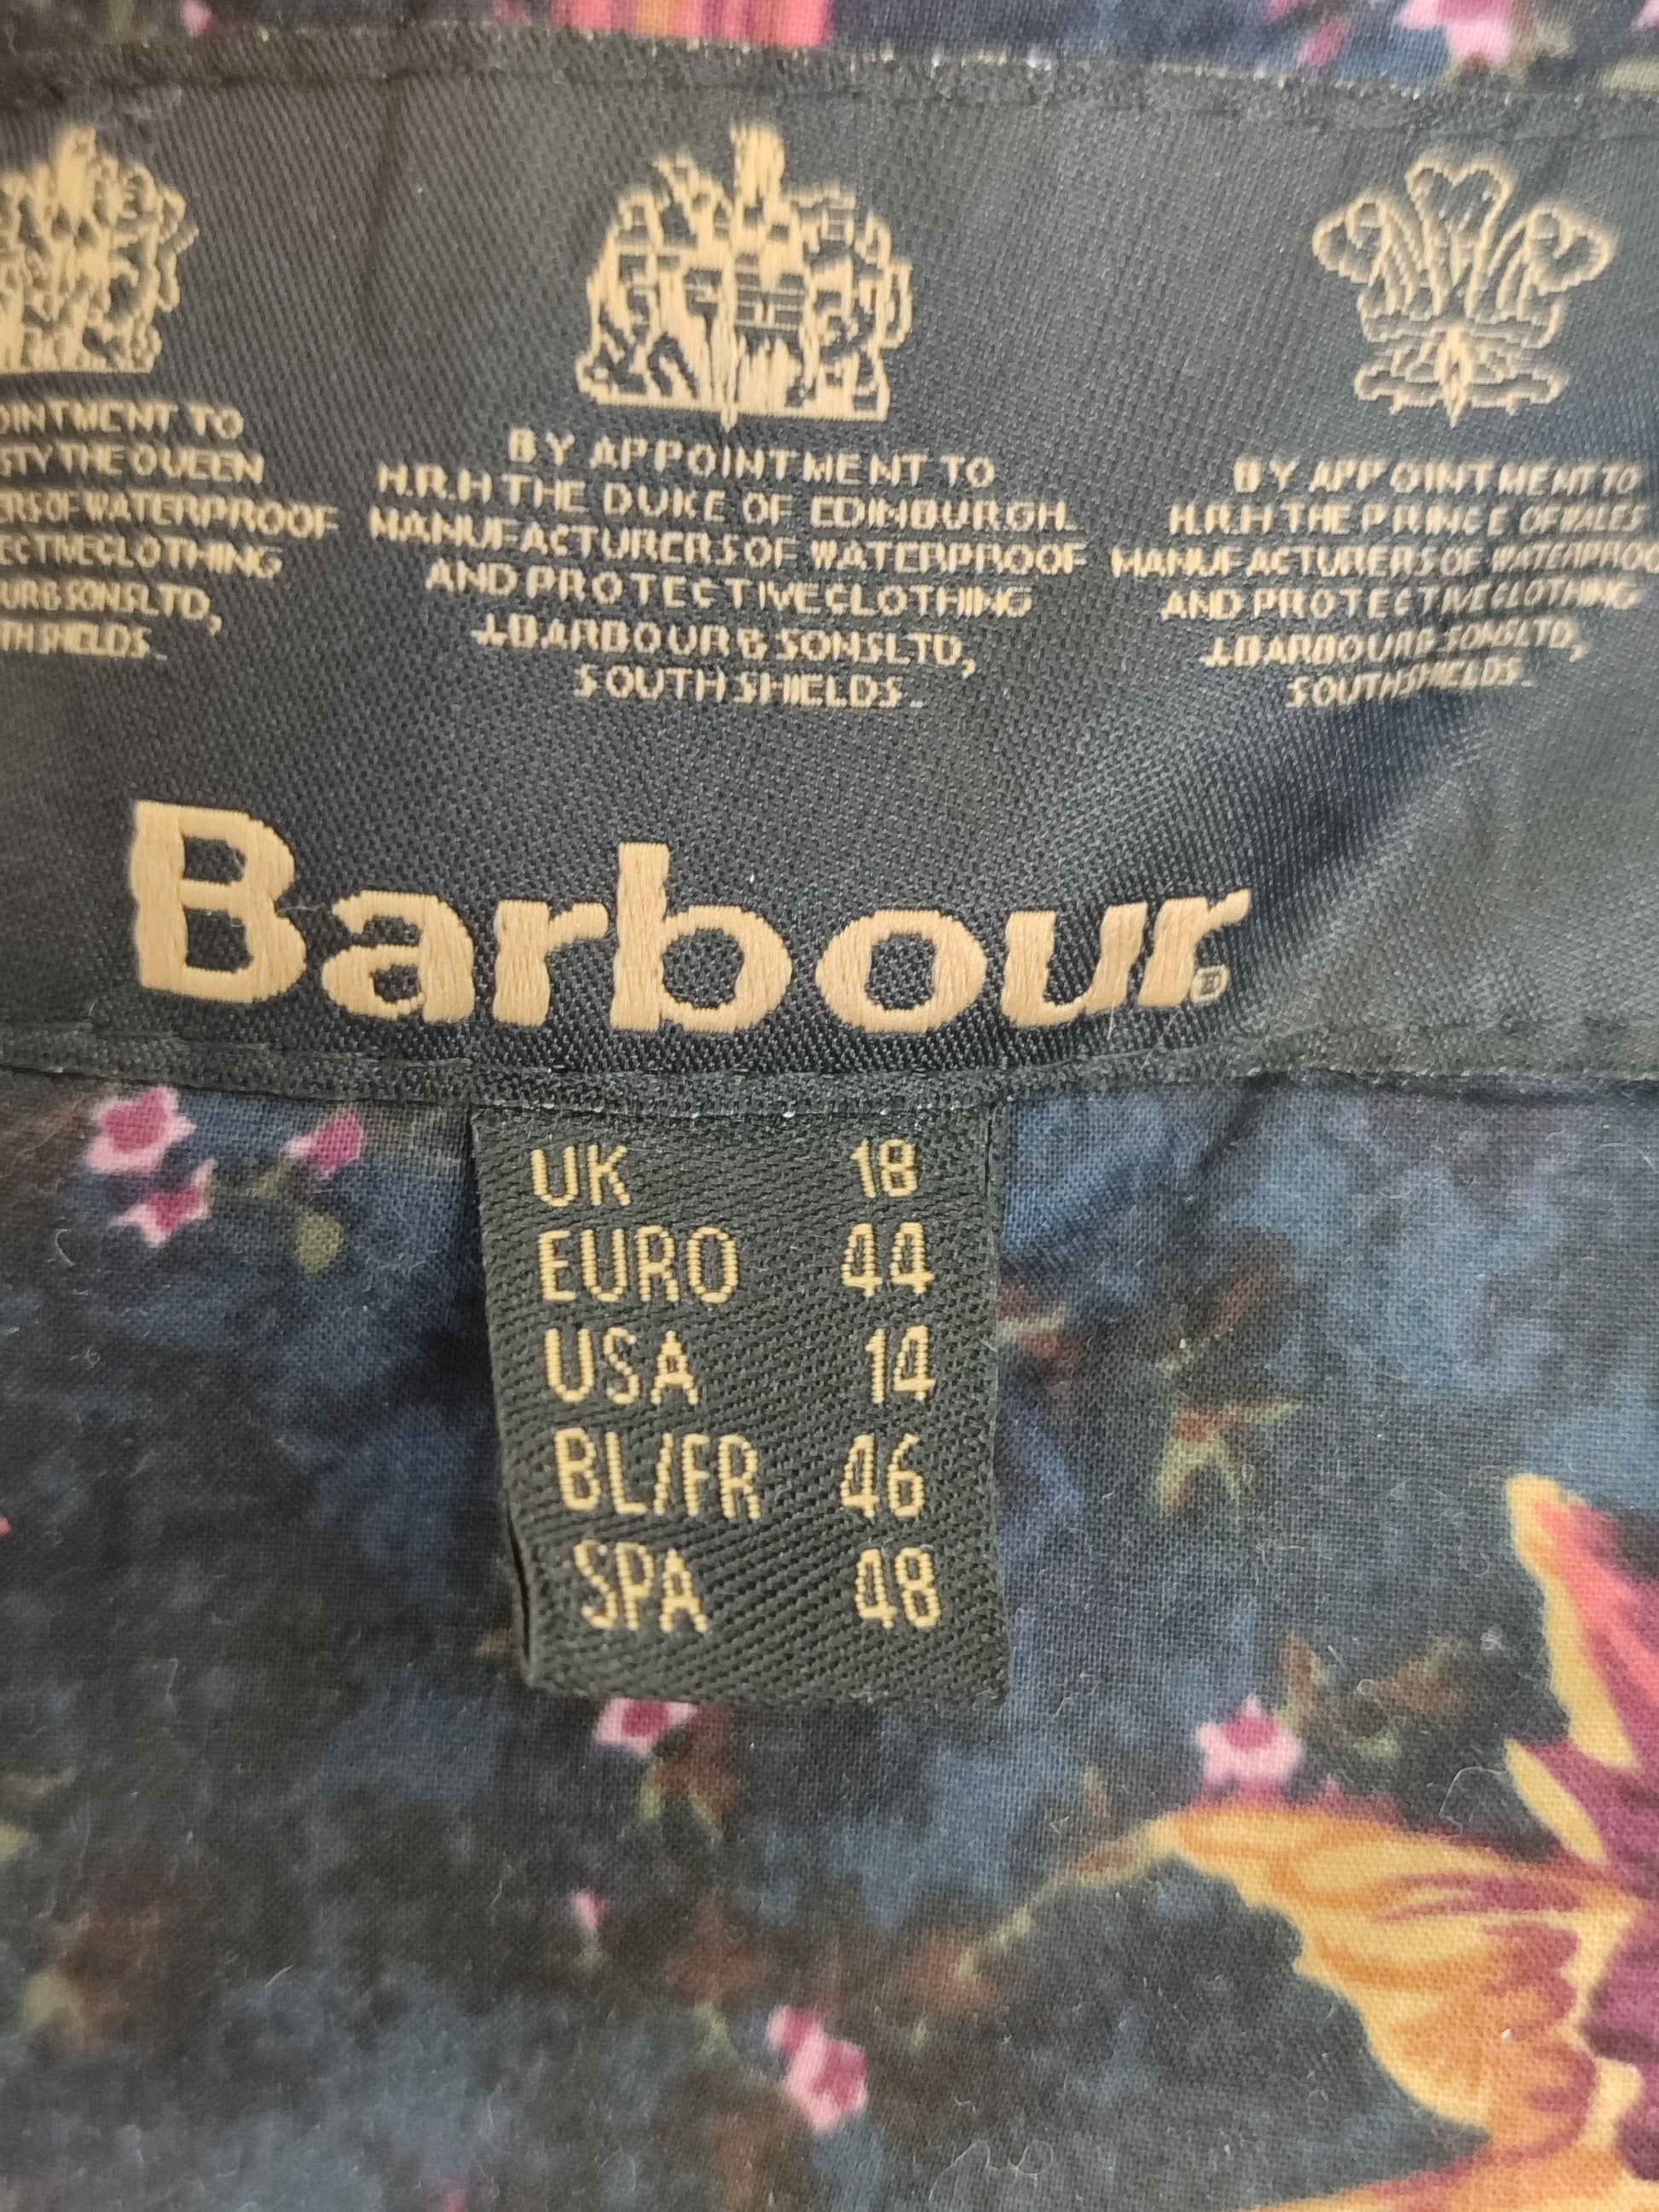 OINTMENT TO
STY THE QUEEN
ERS OF WATERPROOF
ECTIVE CLOTHING
UR & SONS LTD,
TH SHIELDS.
BY APPOINTMENT TO
H.R.H THE DUKE OF EDINBURGH.
MANUFACTURERS OF WATERPROOF
AND PROTECTIVE CLOTHING
J.BARBOUR & SONS LTD,
SOUTH SHIELDS.
BY APPOINTMENT TO
H.R.H THE PRINCE OF WALES
MANUFACTURERS OF WATERPROO
AND PROTECTIVE CLOTHING
J.BARBOUR & SONS LTD,
SOUTH SHIELDS.
Barbour®
UK 18
EURO 44
USA 14
BL/FR 46
SPA 48